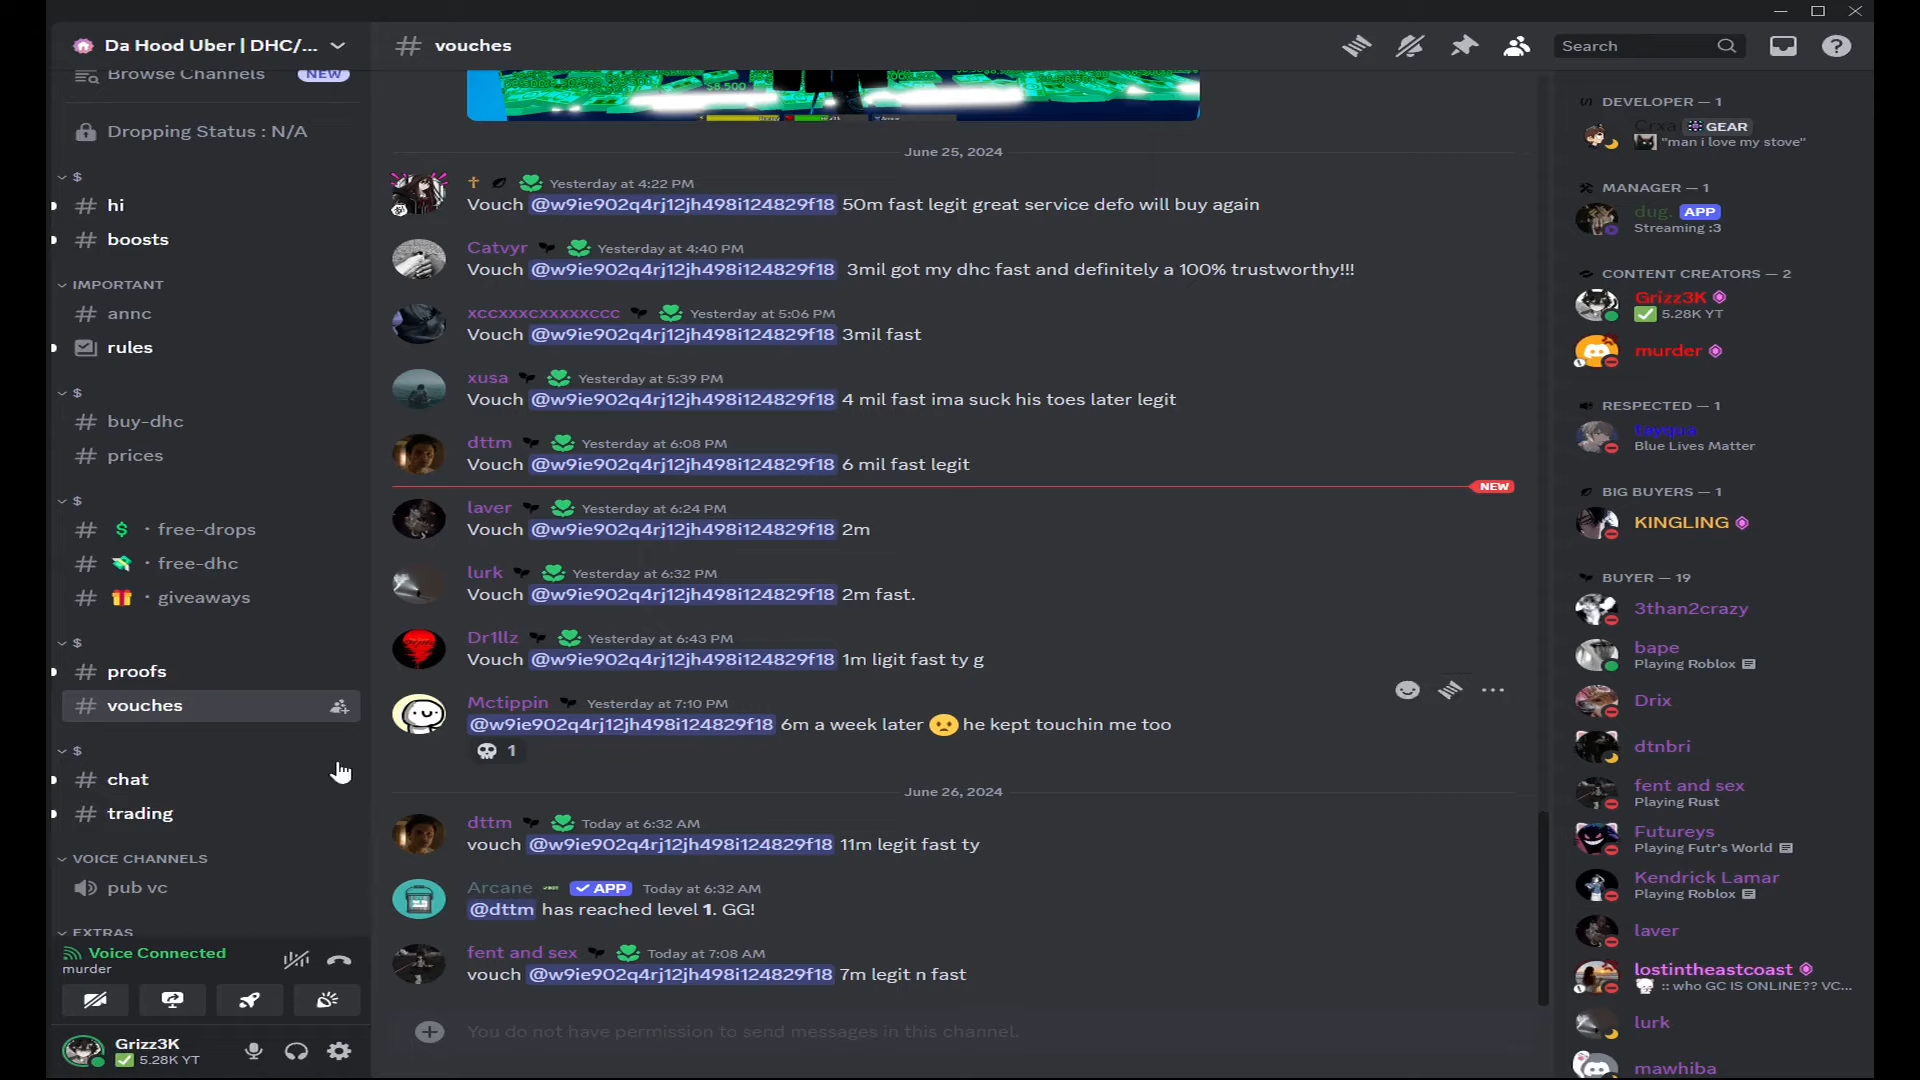 Da Hood Uber | DHC/...
Browse Channels NEW
Dropping Status : N/A
$
hi
boosts
IMPORTANT
annc
rules
$
buy-dhc
prices
$
$ · free-drops
· free-dhc
· giveaways
$
proofs
vouches
$
chat
trading
VOICE CHANNELS
pub vc
EXTRAS
Voice Connected
murder
Grizz3K
5.28K YT
# vouches
Search
$8,500
June 25, 2024
Yesterday at 4:22 PM
Vouch @w9ie902q4rj12jh498i124829f18 50m fast legit great service defo will buy again
Catvyr Yesterday at 4:40 PM
Vouch @w9ie902q4rj12jh498i124829f18 3mil got my dhc fast and definitely a 100% trustworthy!!!
xccxxxcxxxxxccc Yesterday at 5:06 PM
Vouch @w9ie902q4rj12jh498i124829f18 3mil fast
xusa Yesterday at 5:39 PM
Vouch @w9ie902q4rj12jh498i124829f18 4 mil fast ima suck his toes later legit
dttm Yesterday at 6:08 PM
Vouch @w9ie902q4rj12jh498i124829f18 6 mil fast legit
NEW
laver Yesterday at 6:24 PM
Vouch @w9ie902q4rj12jh498i124829f18 2m
lurk Yesterday at 6:32 PM
Vouch @w9ie902q4rj12jh498i124829f18 2m fast.
Dr1llz Yesterday at 6:43 PM
Vouch @w9ie902q4rj12jh498i124829f18 1m ligit fast ty g
Mctippin Yesterday at 7:10 PM
@w9ie902q4rj12jh498i124829f18 6m a week later he kept touchin me too
1
June 26, 2024
dttm Today at 6:32 AM
vouch @w9ie902q4rj12jh498i124829f18 11m legit fast ty
Arcane APP Today at 6:32 AM
@dttm has reached level 1. GG!
fent and sex Today at 7:08 AM
vouch @w9ie902q4rj12jh498i124829f18 7m legit n fast
You do not have permission to send messages in this channel.
DEVELOPER — 1
Crxa GEAR
"man i love my stove"
MANAGER — 1
dug. APP
Streaming :3
CONTENT CREATORS — 2
Grizz3K
5.28K YT
murder
RESPECTED — 1
Blue Lives Matter
BIG BUYERS — 1
KINGLING
BUYER — 19
3than2crazy
bape
Playing Roblox
Drix
dtnbri
fent and sex
Playing Rust
Futureys
Playing Futr's World
Kendrick Lamar
Playing Roblox
laver
lostintheastcoast
:: who GC IS ONLINE?? VC...
lurk
mawhiba